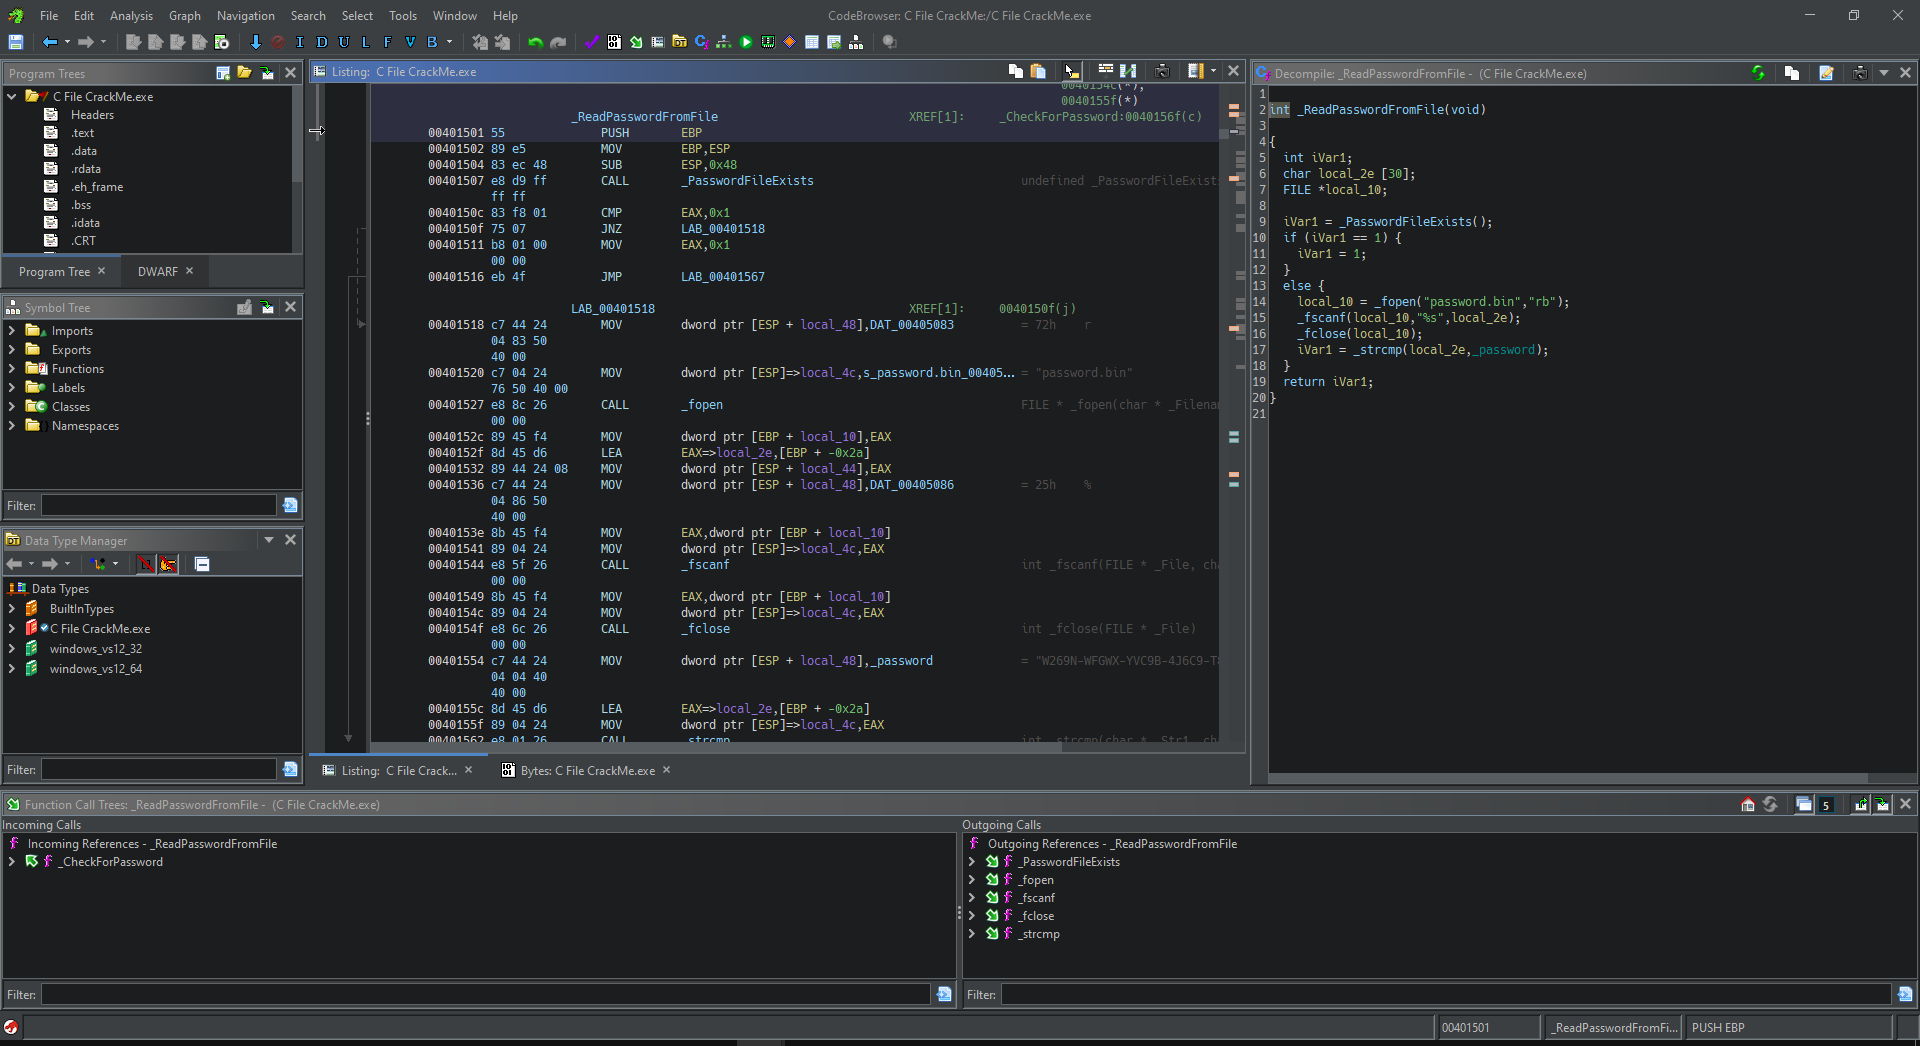 File Edit Analysis Graph Navigation Search Select Tools Window Help
CodeBrowser: C File CrackMe:/C File CrackMe.exe
I D U L F V B
Program Trees
C File CrackMe.exe
Headers
.text
.data
.rdata
.eh_frame
.bss
.idata
.CRT
Program Tree
DWARF
Symbol Tree
Imports
Exports
Functions
Labels
Classes
Namespaces
Filter:
Data Type Manager
Data Types
BuiltInTypes
C File CrackMe.exe
windows_vs12_32
windows_vs12_64
Filter:
Listing: C File CrackMe.exe
0040154c(*),
0040155f(*)
_ReadPasswordFromFile XREF[1]: _CheckForPassword:0040156f(c)
00401501 55 PUSH EBP
00401502 89 e5 MOV EBP,ESP
00401504 83 ec 48 SUB ESP,0x48
00401507 e8 d9 ff CALL _PasswordFileExists undefined _PasswordFileExist
ff ff
0040150c 83 f8 01 CMP EAX,0x1
0040150f 75 07 JNZ LAB_00401518
00401511 b8 01 00 MOV EAX,0x1
00 00
00401516 eb 4f JMP LAB_00401567
LAB_00401518 XREF[1]: 0040150f(j)
00401518 c7 44 24 MOV dword ptr [ESP + local_48],DAT_00405083 = 72h r
04 83 50
40 00
00401520 c7 04 24 MOV dword ptr [ESP]=>local_4c,s_password.bin_00405... = "password.bin"
76 50 40 00
00401527 e8 8c 26 CALL _fopen FILE * _fopen(char * _Filena
00 00
0040152c 89 45 f4 MOV dword ptr [EBP + local_10],EAX
0040152f 8d 45 d6 LEA EAX=>local_2e,[EBP + -0x2a]
00401532 89 44 24 08 MOV dword ptr [ESP + local_44],EAX
00401536 c7 44 24 MOV dword ptr [ESP + local_48],DAT_00405086 = 25h %
04 86 50
40 00
0040153e 8b 45 f4 MOV EAX,dword ptr [EBP + local_10]
00401541 89 04 24 MOV dword ptr [ESP]=>local_4c,EAX
00401544 e8 5f 26 CALL _fscanf int _fscanf(FILE * _File, cha
00 00
00401549 8b 45 f4 MOV EAX,dword ptr [EBP + local_10]
0040154c 89 04 24 MOV dword ptr [ESP]=>local_4c,EAX
0040154f e8 6c 26 CALL _fclose int _fclose(FILE * _File)
00 00
00401554 c7 44 24 MOV dword ptr [ESP + local_48],_password = "W269N-WFGWX-YVC9B-4J6C9-T8
04 04 40
40 00
0040155c 8d 45 d6 LEA EAX=>local_2e,[EBP + -0x2a]
0040155f 89 04 24 MOV dword ptr [ESP]=>local_4c,EAX
00401562 e8 01 26 CALL _strcmp int _strcmp(char * _Str1, ch
Listing: C File Crack...
Bytes: C File CrackMe.exe
Decompile: _ReadPasswordFromFile - (C File CrackMe.exe)
1
2 int _ReadPasswordFromFile(void)
3
4 {
5 int iVar1;
6 char local_2e [30];
7 FILE *local_10;
8
9 iVar1 = _PasswordFileExists();
10 if (iVar1 == 1) {
11 iVar1 = 1;
12 }
13 else {
14 local_10 = _fopen("password.bin","rb");
15 _fscanf(local_10,"%s",local_2e);
16 _fclose(local_10);
17 iVar1 = _strcmp(local_2e,_password);
18 }
19 return iVar1;
20 }
21
Function Call Trees: _ReadPasswordFromFile - (C File CrackMe.exe)
5
Incoming Calls
Incoming References - _ReadPasswordFromFile
_CheckForPassword
Filter:
Outgoing Calls
Outgoing References - _ReadPasswordFromFile
_PasswordFileExists
_fopen
_fscanf
_fclose
_strcmp
Filter:
00401501
_ReadPasswordFromFi...
PUSH EBP